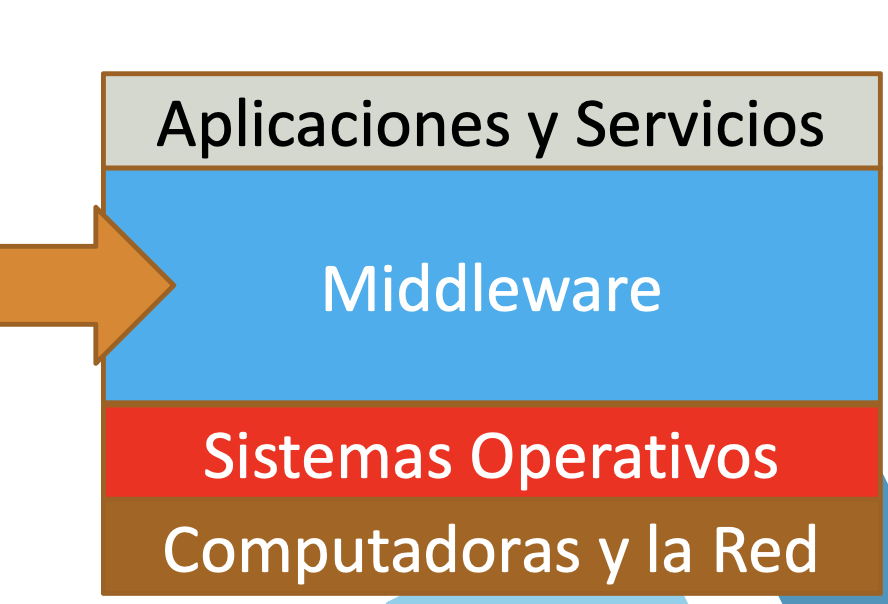 Aplicaciones y Servicios
Middleware
Sistemas Operativos
Computadoras y la Red